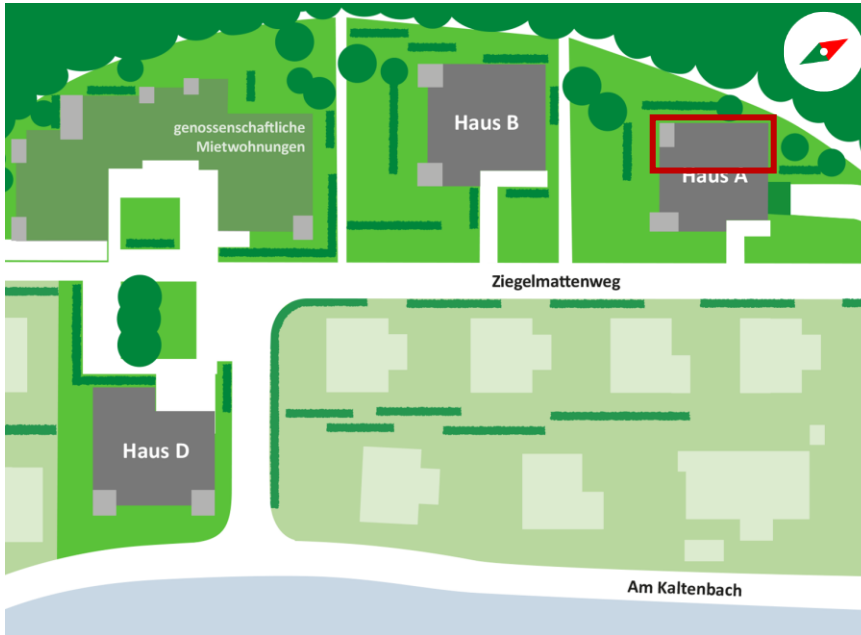 genossenschaftliche
Mietwohnungen
Haus B
Haus A
Ziegelmattenweg
Haus D
Am Kaltenbach